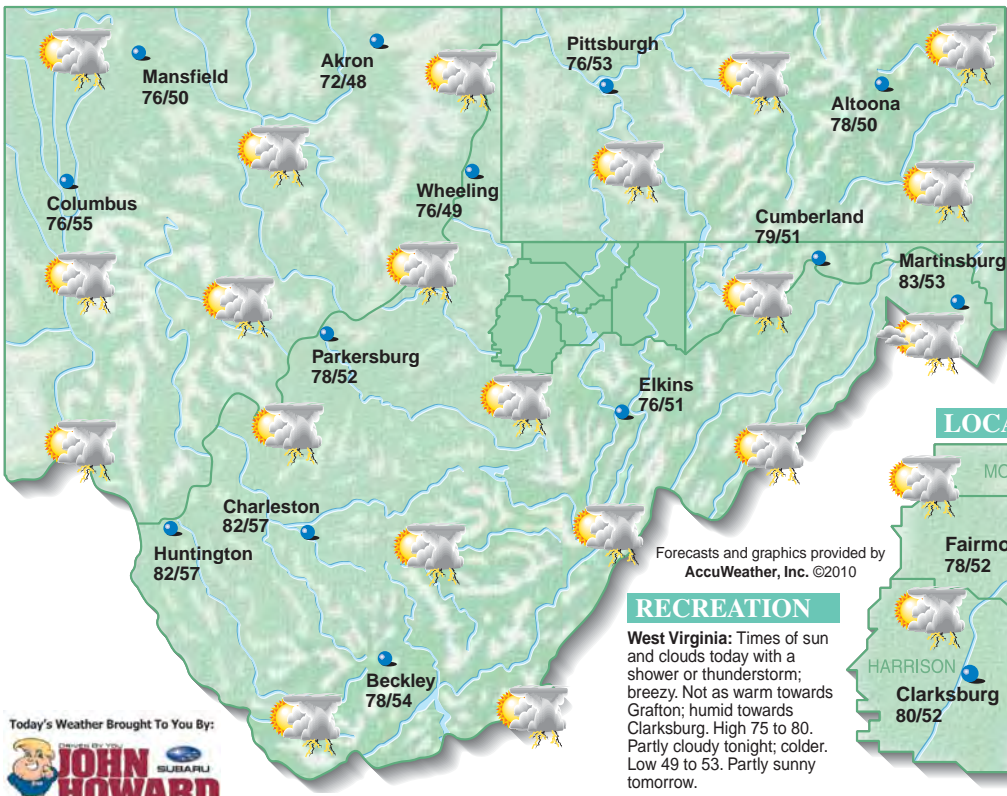 Mansfield
76/50
Akron
72/48
Pittsburgh
76/53
Altoona
78/50
Columbus
76/55
Wheeling
76/49
Cumberland
79/51
Martinsburg
83/53
Parkersburg
78/52
Elkins
76/51
Charleston
82/57
Huntington
82/57
Beckley
78/54
Forecasts and graphics provided by
AccuWeather, Inc. ©2010
RECREATION
West Virginia: Times of sun
and clouds today with a
shower or thunderstorm;
breezy. Not as warm towards
Grafton; humid towards
Clarksburg. High 75 to 80.
Partly cloudy tonight; colder.
Low 49 to 53. Partly sunny
tomorrow.
LOCA
MO
Fairmo
78/52
HARRISON
Clarksburg
80/52
Today's Weather Brought To You By:
DRIVEN BY YOU
JOHN
SUBARU
HOWARD